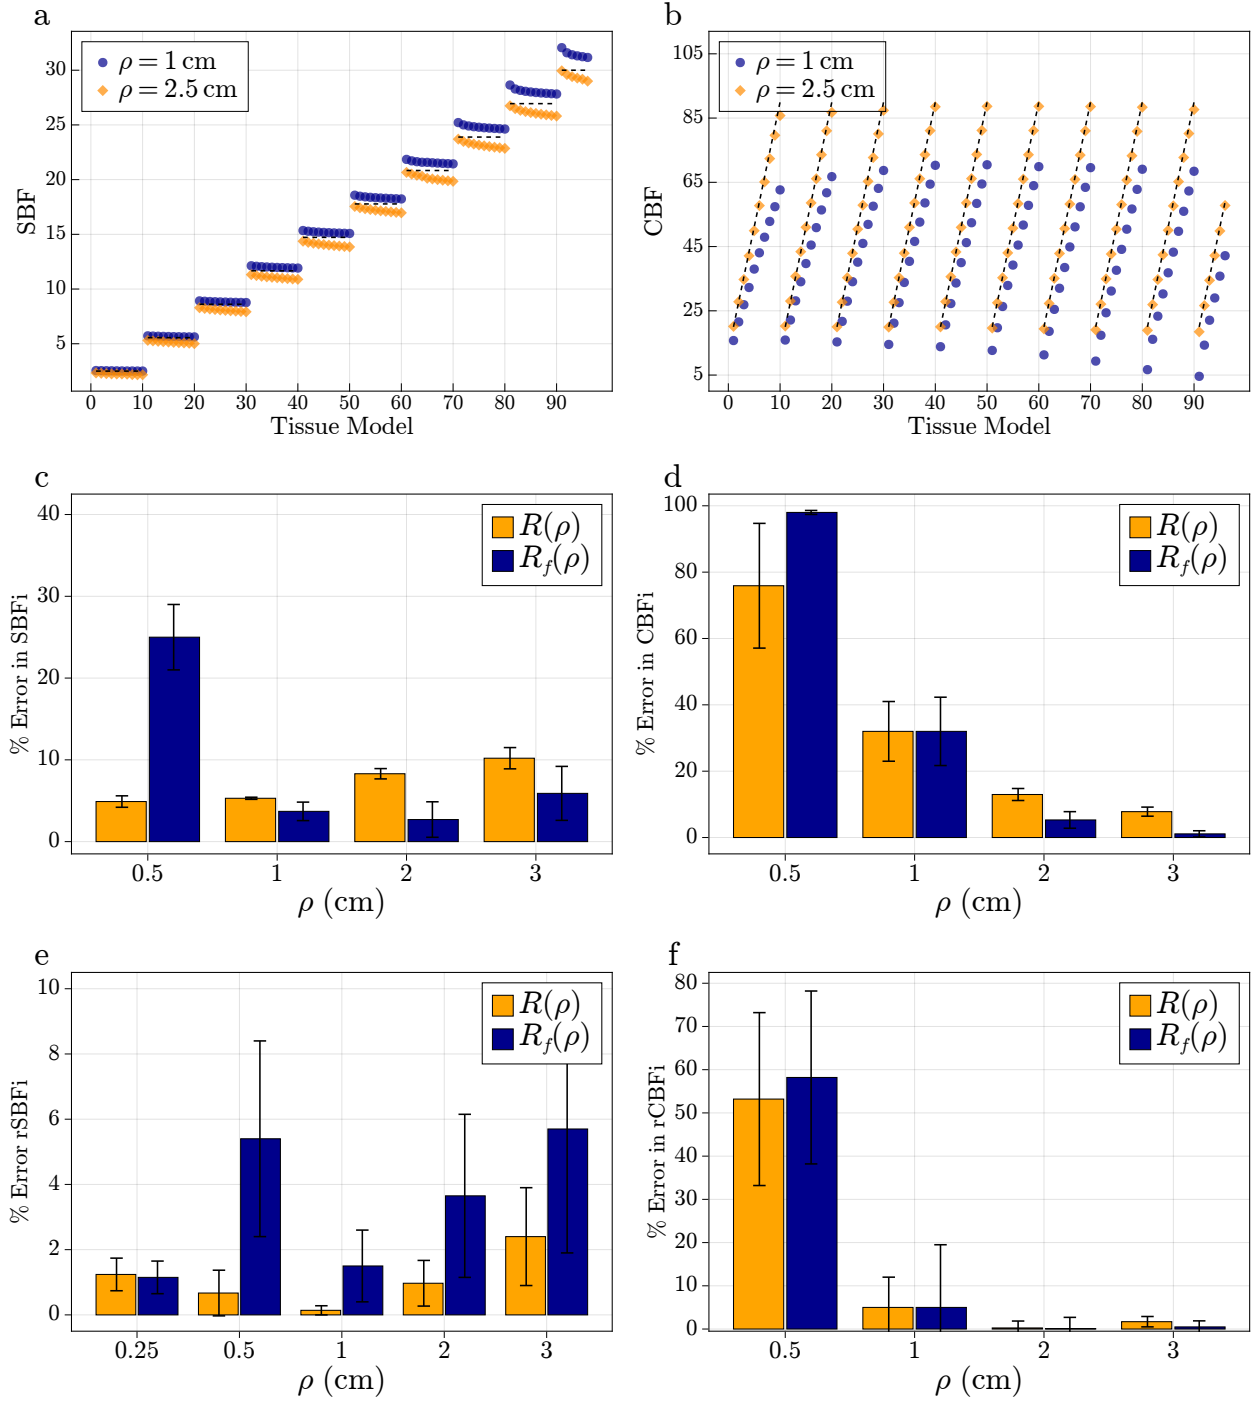 a
SBF
30
25
20
15
10
5
ρ = 1 cm
ρ = 2.5 cm
0 10 20 30 40 50 60 70 80 90
Tissue Model
b
CBF
105
85
65
45
25
5
ρ = 1 cm
ρ = 2.5 cm
0 10 20 30 40 50 60 70 80 90
Tissue Model
c
% Error in SBFi
40
30
20
10
0
R(ρ)
R_f(ρ)
0.5 1 2 3
ρ (cm)
d
% Error in CBFi
100
80
60
40
20
0
R(ρ)
R_f(ρ)
0.5 1 2 3
ρ (cm)
e
% Error rSBFi
10
8
6
4
2
0
R(ρ)
R_f(ρ)
0.25 0.5 1 2 3
ρ (cm)
f
% Error in rCBFi
80
70
60
50
40
30
20
10
0
R(ρ)
R_f(ρ)
0.5 1 2 3
ρ (cm)